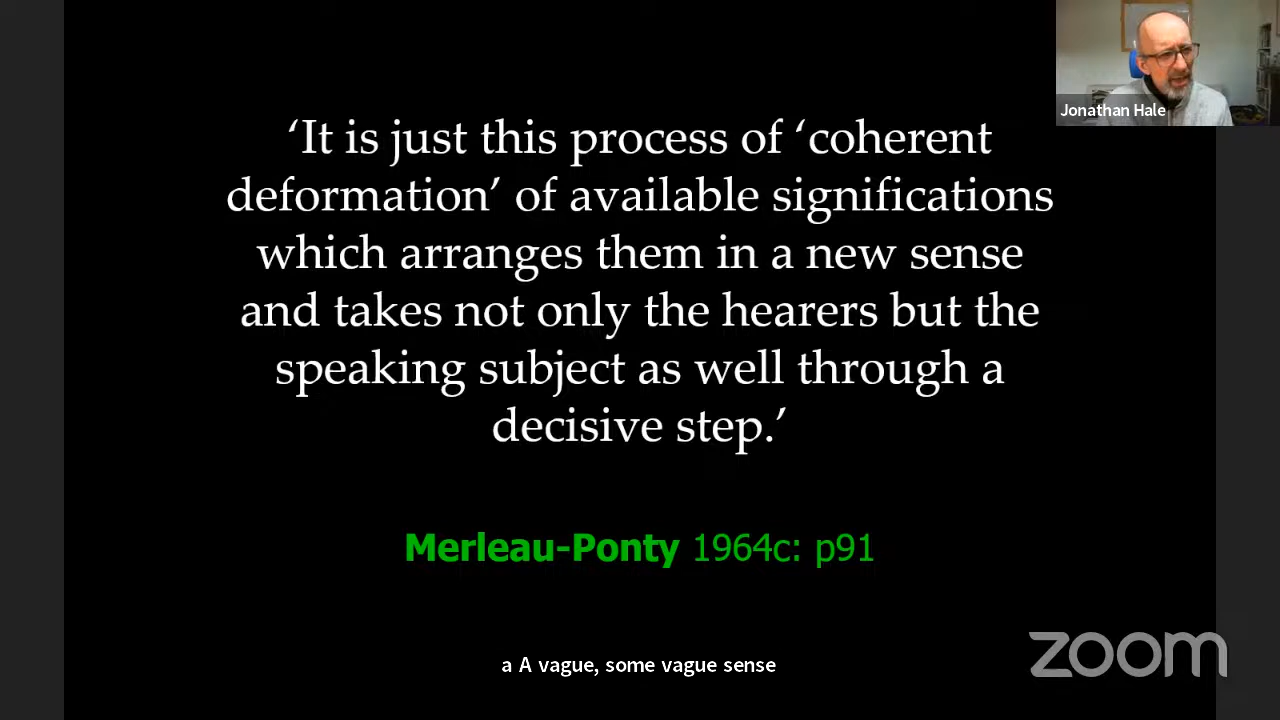 ‘It is just this process of ‘coherent
deformation’ of available significations
which arranges them in a new sense
and takes not only the hearers but the
speaking subject as well through a
decisive step.’
Merleau-Ponty 1964c: p91
Jonathan Hale
a A vague, some vague sense
zoom